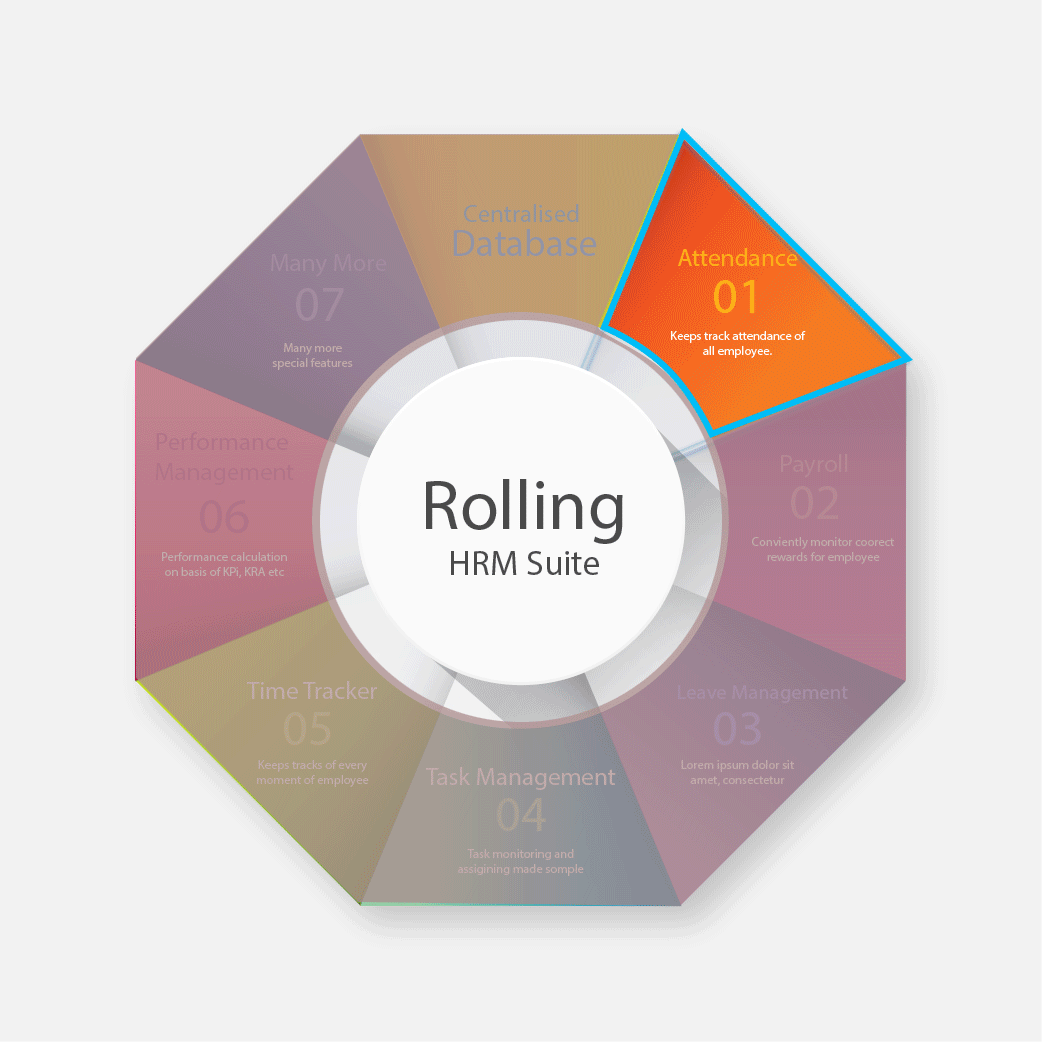 Centralised
Database
Attendance
01
Keeps track attendance of
all employee.
Payroll
02
Conviently monitor coorect
rewards for employee
Leave Management
03
Lorem ipsum dolor sit
amet, consectetur
Task Management
04
Task monitoring and
assigining made somple
Time Tracker
05
Keeps tracks of every
moment of employee
Performance
Management
06
Performance calculation
on basis of KPi, KRA etc
Many More
07
Many more
special features
Rolling
HRM Suite